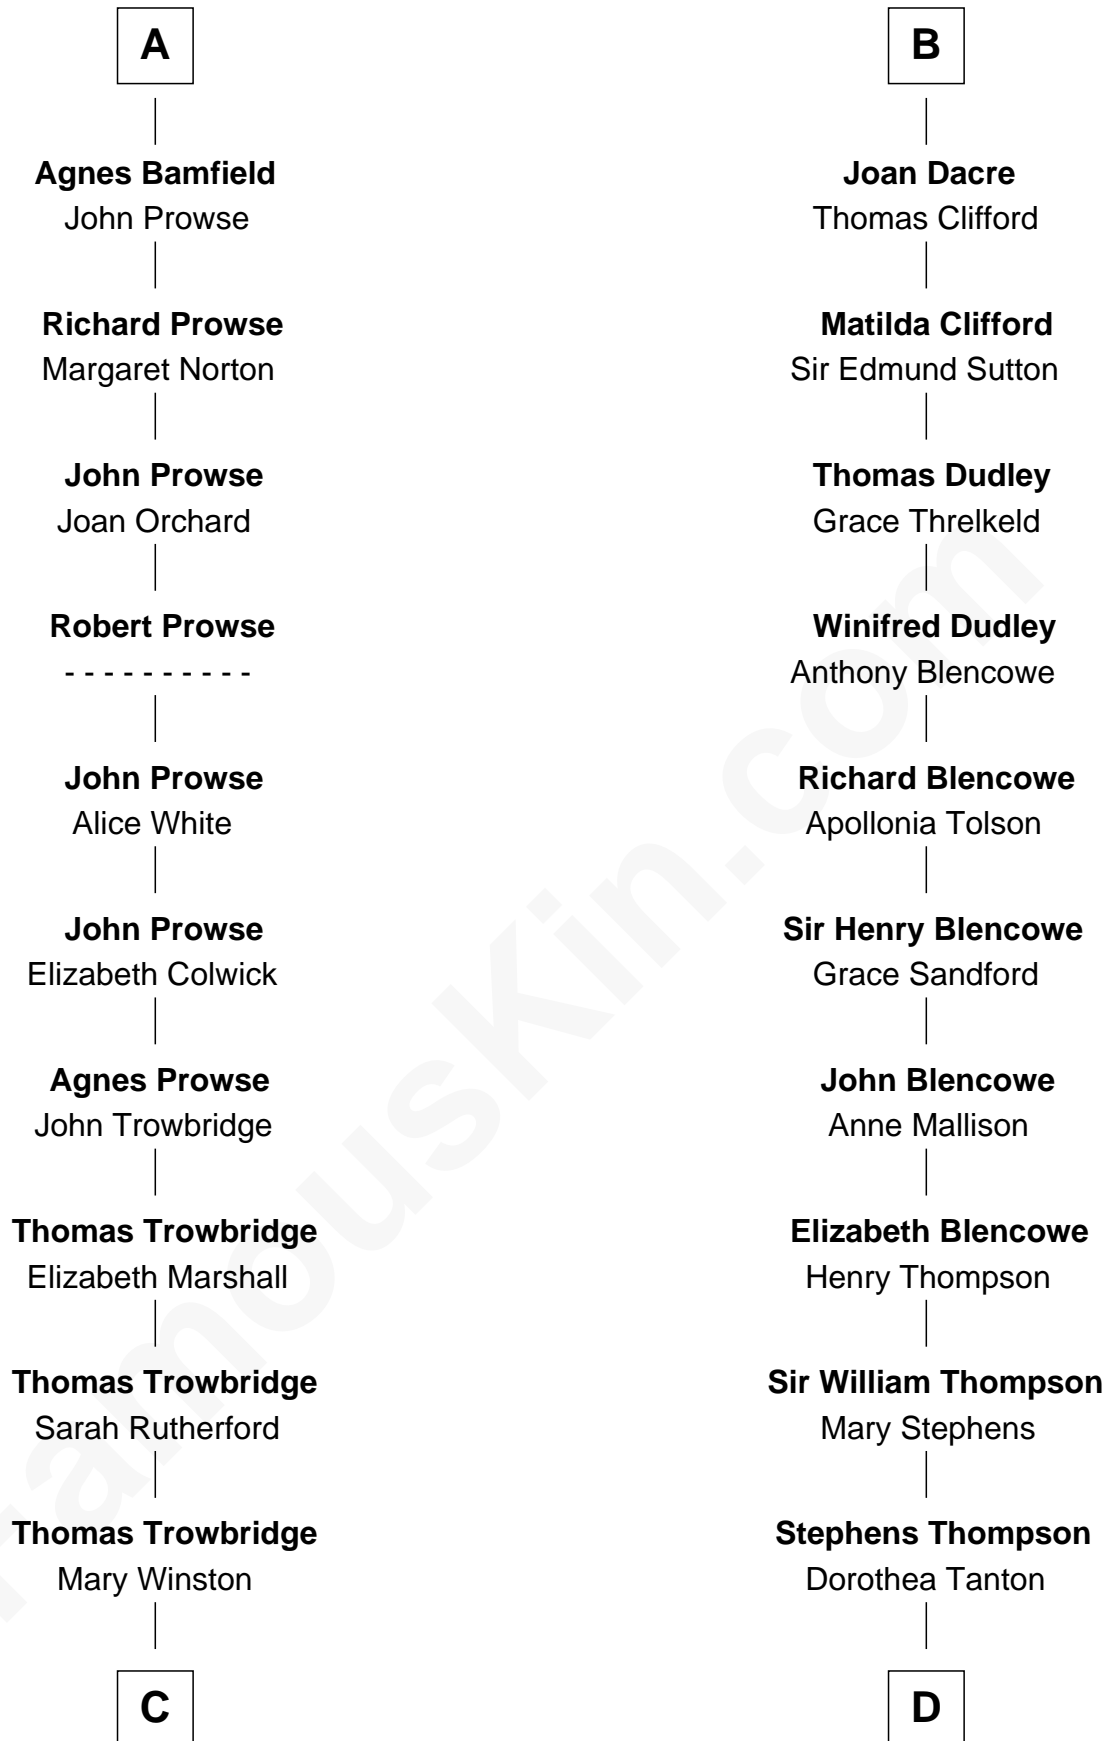 A
Agnes Bamfield
John Prowse
Richard Prowse
Margaret Norton
John Prowse
Joan Orchard
Robert Prowse
- - - - - - - - - -
John Prowse
Alice White
John Prowse
Elizabeth Colwick
Agnes Prowse
John Trowbridge
Thomas Trowbridge
Elizabeth Marshall
Thomas Trowbridge
Sarah Rutherford
Thomas Trowbridge
Mary Winston
C
B
Joan Dacre
Thomas Clifford
Matilda Clifford
Sir Edmund Sutton
Thomas Dudley
Grace Threlkeld
Winifred Dudley
Anthony Blencowe
Richard Blencowe
Apollonia Tolson
Sir Henry Blencowe
Grace Sandford
John Blencowe
Anne Mallison
Elizabeth Blencowe
Henry Thompson
Sir William Thompson
Mary Stephens
Stephens Thompson
Dorothea Tanton
D
FamousKin.com